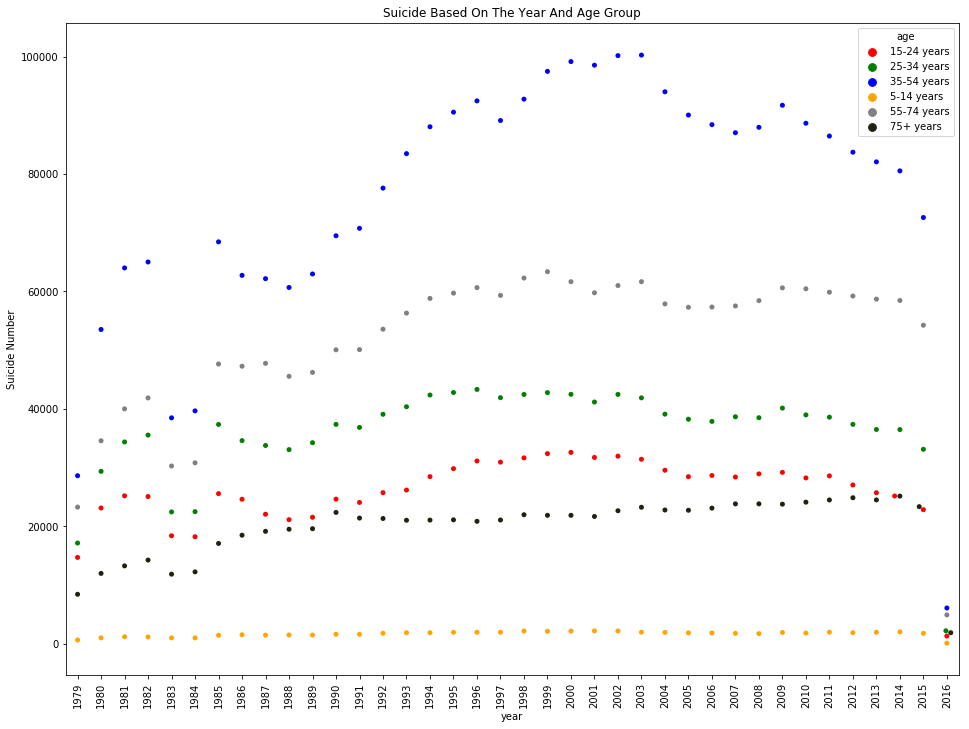 Suicide Based On The Year And Age Group
age
15-24 years
25-34 years
35-54 years
5-14 years
55-74 years
75+ years
Suicide Number
100000
80000
60000
40000
20000
0
1979 1980 1981 1982 1983 1984 1985 1986 1987 1988 1989 1990 1991 1992 1993 1994 1995 1996 1997 1998 1999 2000 2001 2002 2003 2004 2005 2006 2007 2008 2009 2010 2011 2012 2013 2014 2015 2016
year